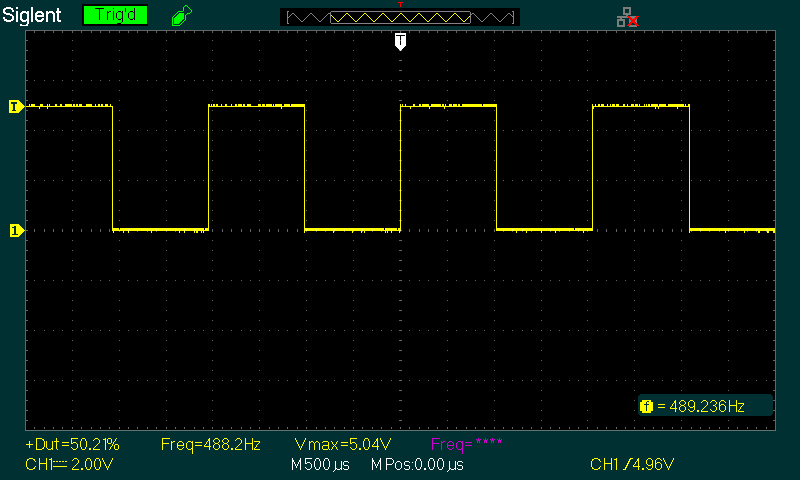 Siglent Trig'd
T
T
T
1
f = 489.236Hz
+Dut=50.21% Freq=488.2Hz Vmax=5.04V Freq=****
CH1 2.00V M 500µs M Pos:0.00µs CH1 4.96V